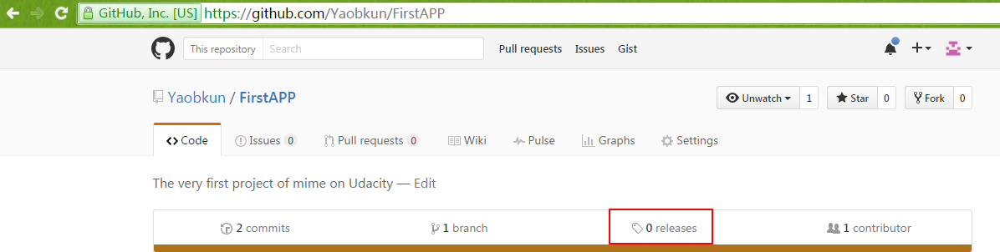 GitHub, Inc. [US] https://github.com/Yaobkun/FirstAPP
This repository Search Pull requests Issues Gist
Yaobkun / FirstAPP Unwatch 1 Star 0 Fork 0
Code Issues 0 Pull requests 0 Wiki Pulse Graphs Settings
The very first project of mime on Udacity — Edit
2 commits 1 branch 0 releases 1 contributor